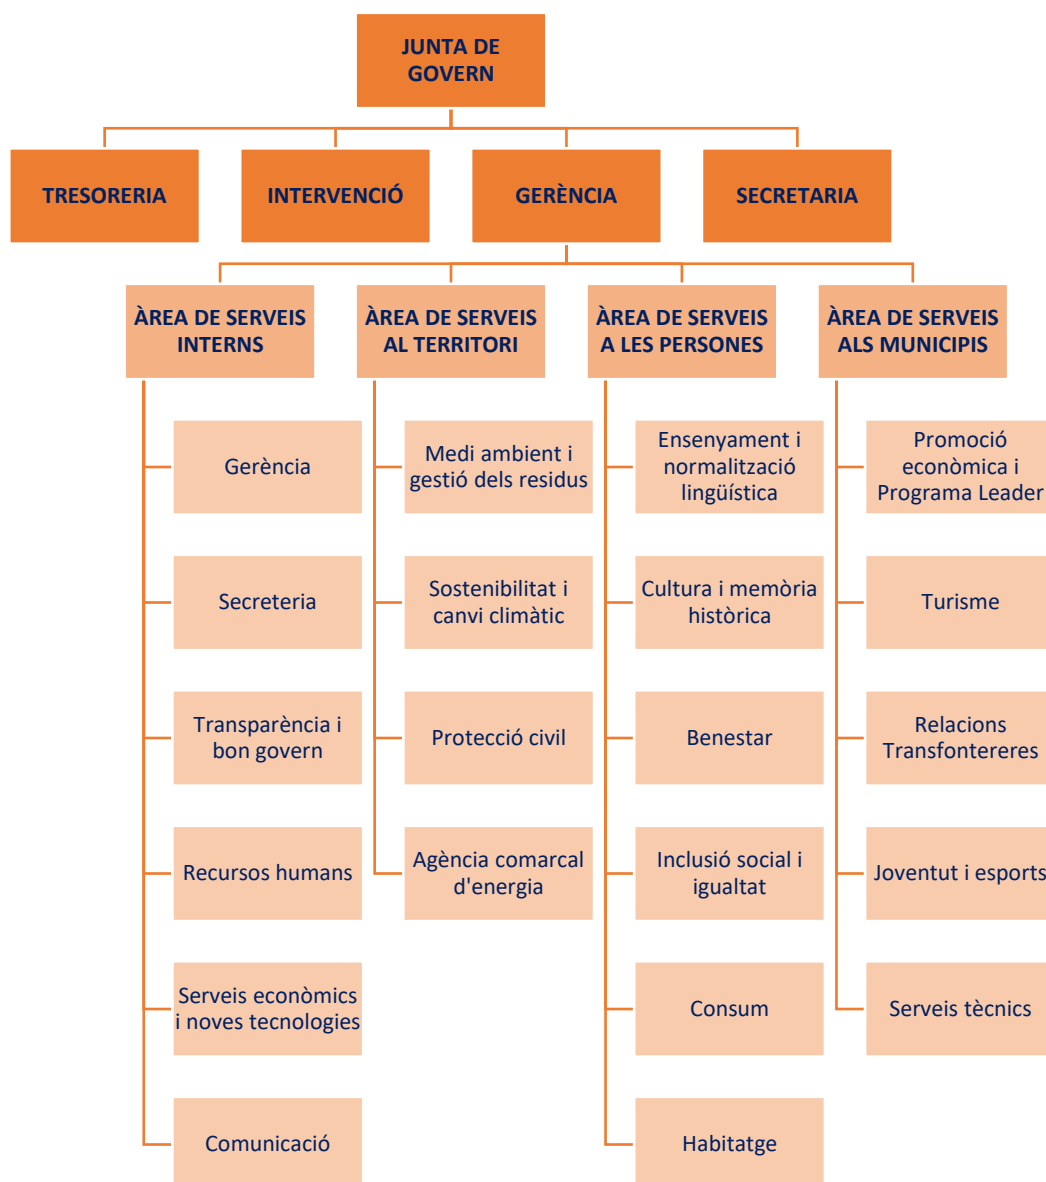 JUNTA DE
GOVERN
TRESORERIA
INTERVENCIÓ
GERÈNCIA
SECRETARIA
ÀREA DE SERVEIS
INTERNS
Gerència
Secreteria
Transparència i
bon govern
Recursos humans
Serveis econòmics
i noves tecnologies
Comunicació
ÀREA DE SERVEIS
AL TERRITORI
Medi ambient i
gestió dels residus
Sostenibilitat i
canvi climàtic
Protecció civil
Agència comarcal
d'energia
ÀREA DE SERVEIS
A LES PERSONES
Ensenyament i
normalització
lingüística
Cultura i memòria
històrica
Benestar
Inclusió social i
igualtat
Consum
Habitatge
ÀREA DE SERVEIS
ALS MUNICIPIS
Promoció
econòmica i
Programa Leader
Turisme
Relacions
Transfontereres
Joventut i esports
Serveis tècnics